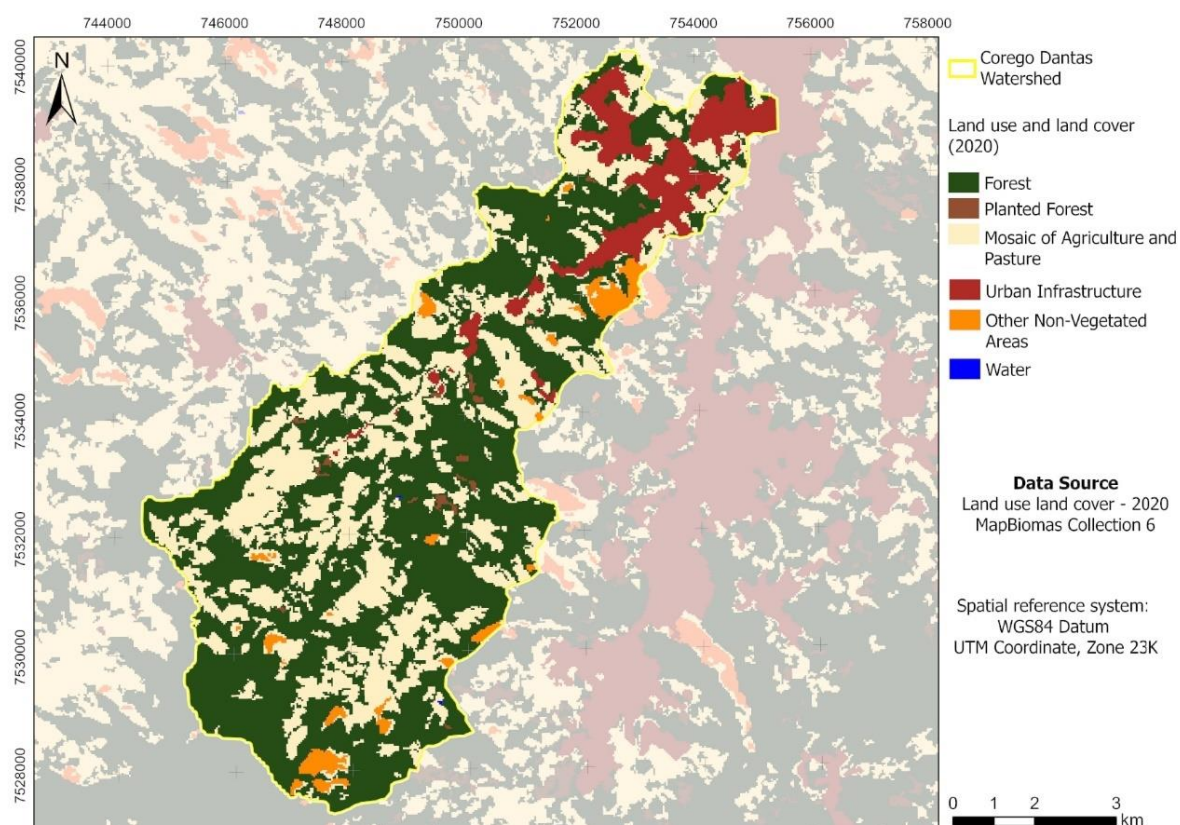 744000 746000 748000 750000 752000 754000 756000 758000
7540000
7538000
7536000
7534000
7532000
7530000
7528000
N
Corego Dantas
Watershed
Land use and land cover
(2020)
Forest
Planted Forest
Mosaic of Agriculture and
Pasture
Urban Infrastructure
Other Non-Vegetated
Areas
Water
Data Source
Land use land cover - 2020
MapBiomas Collection 6
Spatial reference system:
WGS84 Datum
UTM Coordinate, Zone 23K
0 1 2 3
km